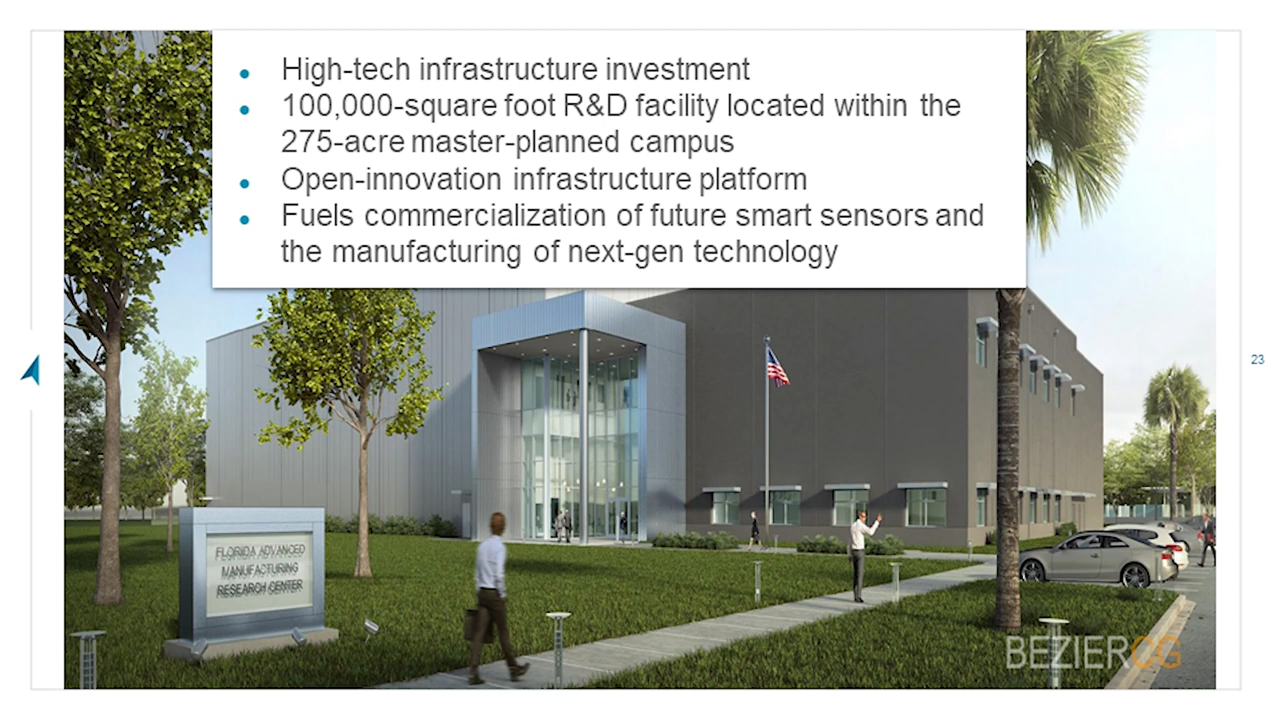 • High-tech infrastructure investment
• 100,000-square foot R&D facility located within the
275-acre master-planned campus
• Open-innovation infrastructure platform
• Fuels commercialization of future smart sensors and
the manufacturing of next-gen technology
23
FLORIDA ADVANCED
MANUFACTURING
RESEARCH CENTER
BEZIERCG